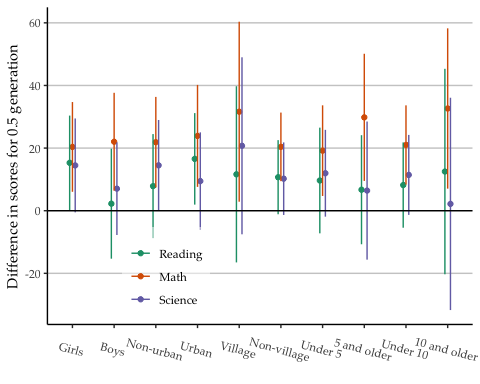 Difference in scores for 0.5 generation
60
40
20
0
-20
Reading
Math
Science
Girls
Boys
Non-urban
Urban
Village
Non-village
Under 5
5 and older
Under 10
10 and older